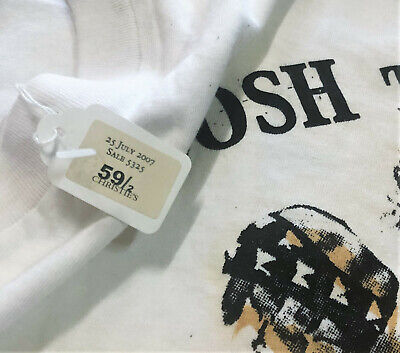 OSH T
25 JULY 2007
SALE 5325
59/2
CHRISTIE'S